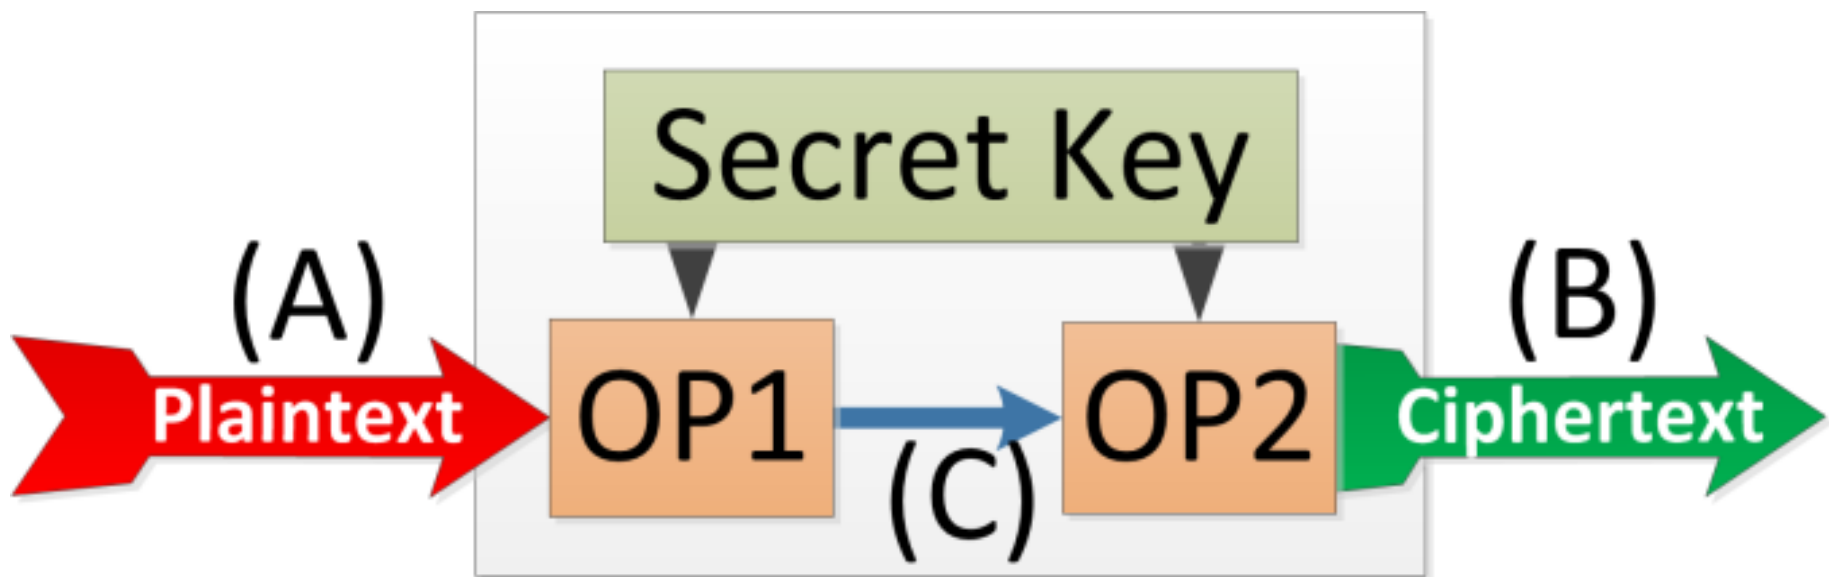 Secret Key
(A)
(B)
Plaintext
OP1
OP2
Ciphertext
(C)